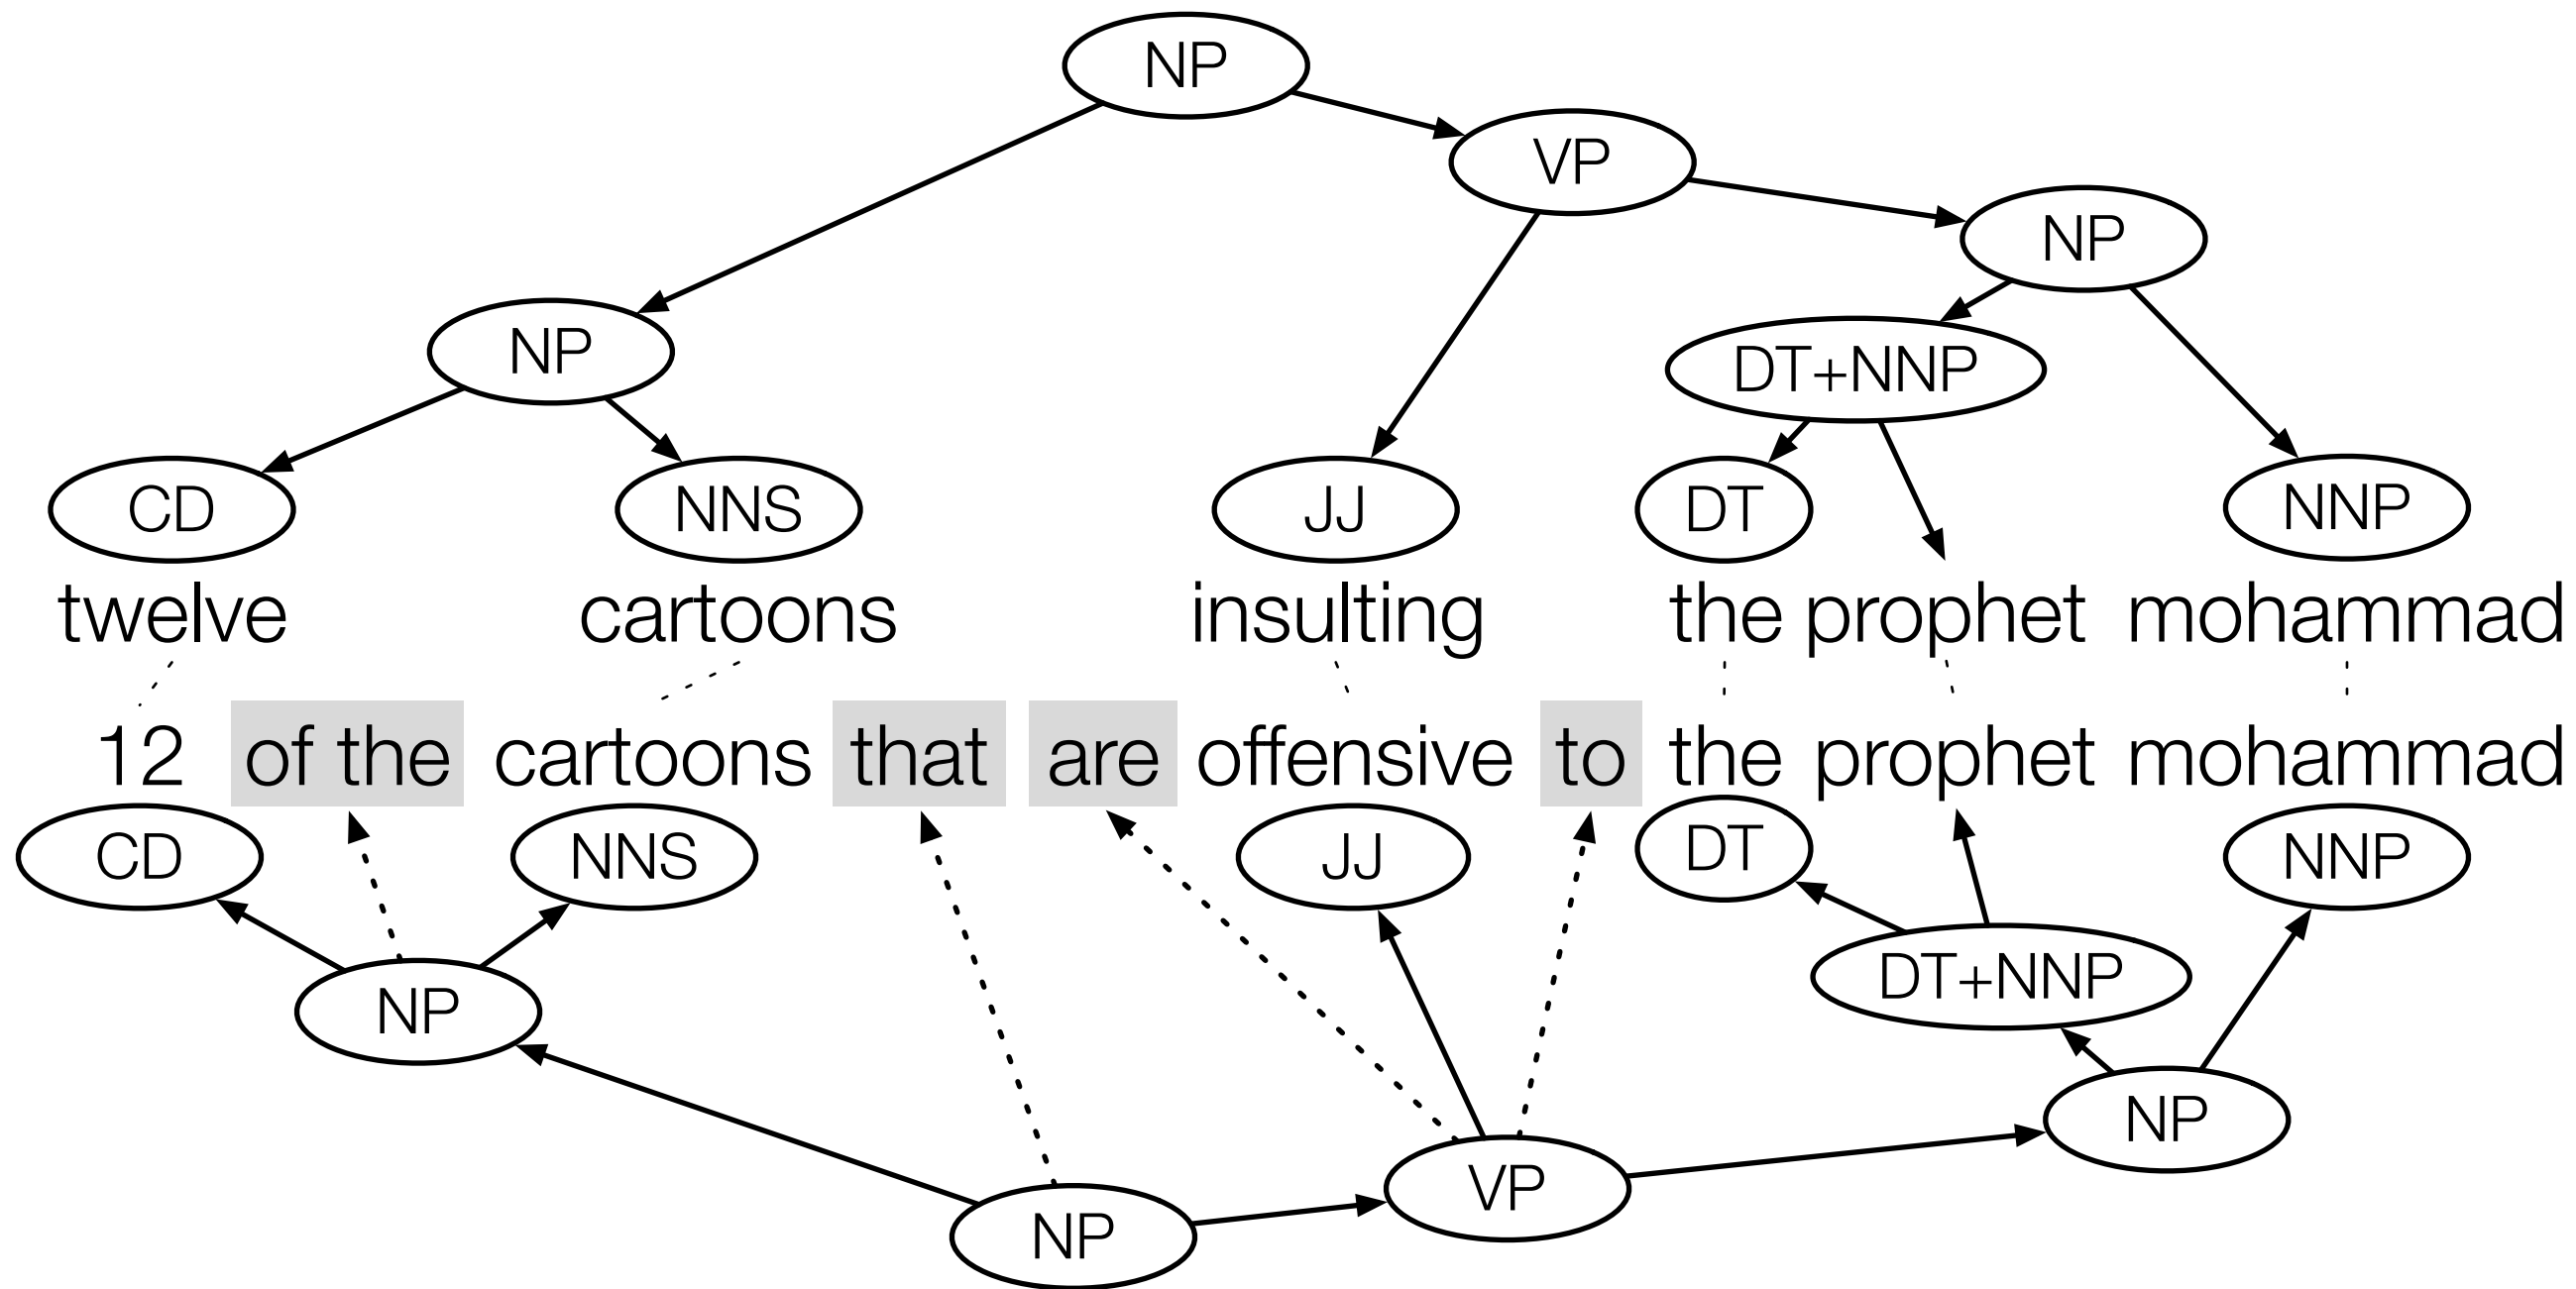 NP
VP
NP
NP
DT+NNP
CD NNS JJ DT NNP
twelve cartoons insulting the prophet mohammad
12 of the cartoons that are offensive to the prophet mohammad
CD NNS JJ DT NNP
DT+NNP
NP
NP
VP
NP